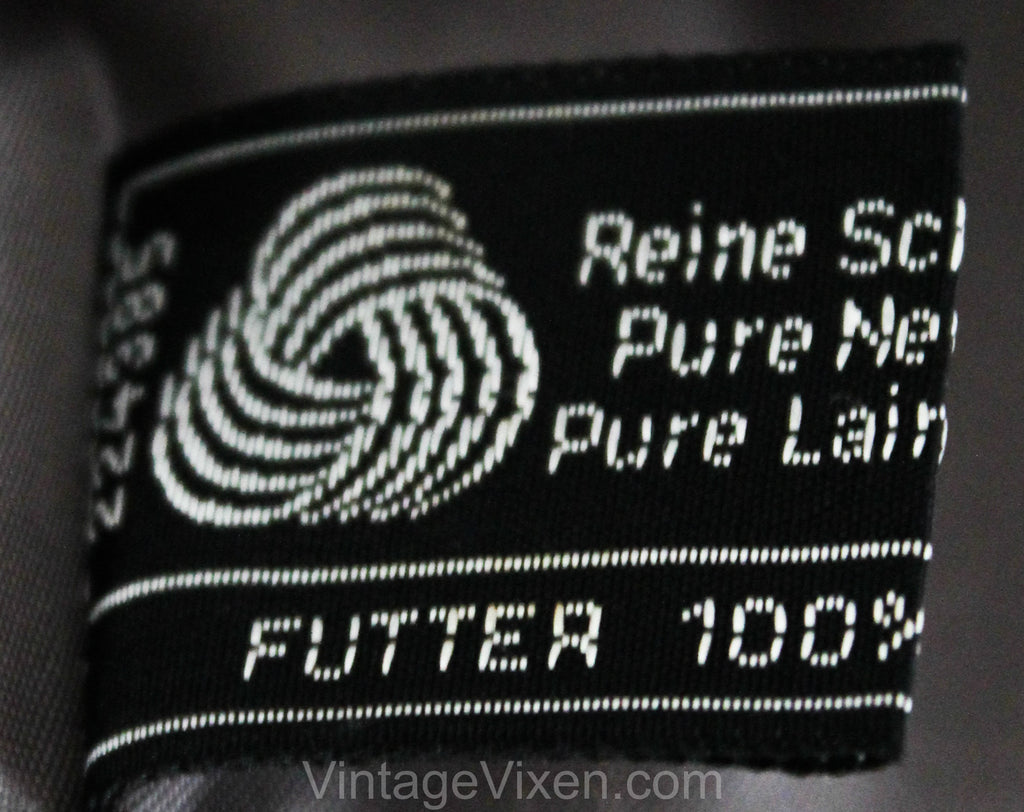 Reine Sc
Pure Ne
Pure Lain
FUTTER 100%
VintageVixen.com